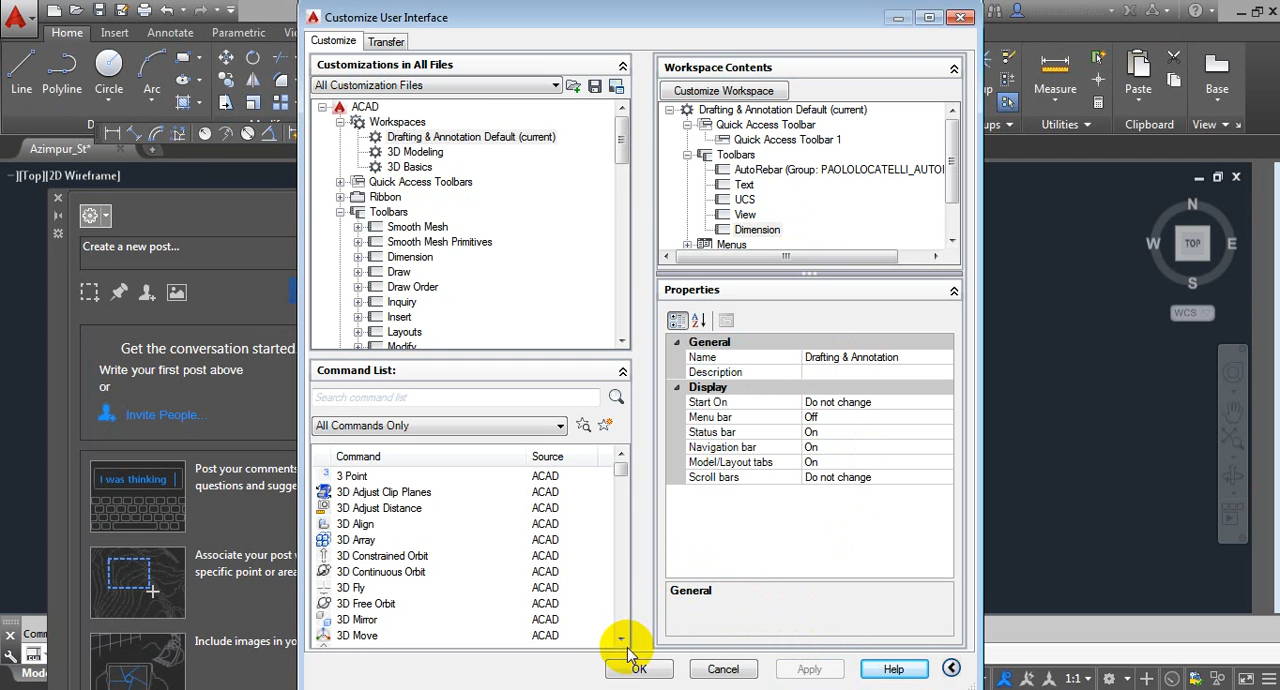 Customize User Interface
Home Insert Annotate Parametric
Line Polyline Circle Arc
Measure Paste Base
Utilities Clipboard View
Azimpur_St*
][Top][2D Wireframe]
Create a new post...
Get the conversation started
Write your first post above
or
Invite People...
I was thinking
Post your comments
questions and sugge
Associate your post
specific point or area
Include images in yo
Customize Transfer
Customizations in All Files
All Customization Files
ACAD
Workspaces
Drafting & Annotation Default (current)
3D Modeling
3D Basics
Quick Access Toolbars
Ribbon
Toolbars
Smooth Mesh
Smooth Mesh Primitives
Dimension
Draw
Draw Order
Inquiry
Insert
Layouts
Modify
Command List:
Search command list
All Commands Only
Command Source
3 Point ACAD
3D Adjust Clip Planes ACAD
3D Adjust Distance ACAD
3D Align ACAD
3D Array ACAD
3D Constrained Orbit ACAD
3D Continuous Orbit ACAD
3D Fly ACAD
3D Free Orbit ACAD
3D Mirror ACAD
3D Move ACAD
Workspace Contents
Customize Workspace
Drafting & Annotation Default (current)
Quick Access Toolbar
Quick Access Toolbar 1
Toolbars
AutoRebar (Group: PAOLOLOCATELLI_AUTO
Text
UCS
View
Dimension
Menus
Properties
General
Name Drafting & Annotation
Description
Display
Start On Do not change
Menu bar Off
Status bar On
Navigation bar On
Model/Layout tabs On
Scroll bars Do not change
General
OK Cancel Apply Help
N
W TOP E
S
WCS
Comm
Mode
1:1